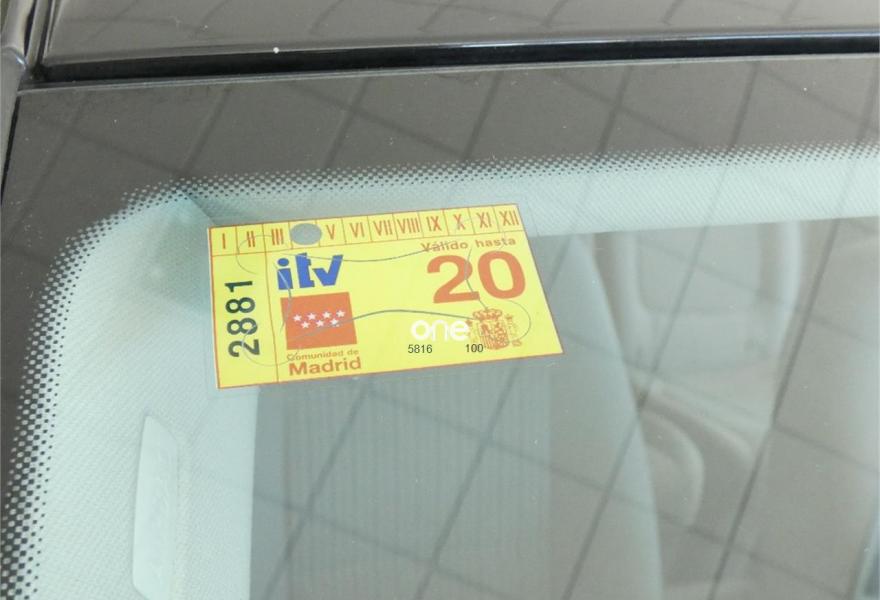 I II III V VI VII VIII IX X XI XII
Válido hasta
itv
20
2881
one
5816 100
Comunidad de
Madrid